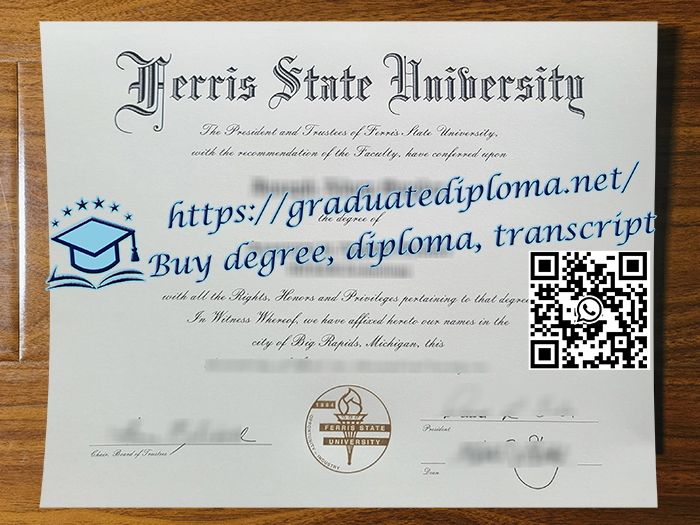 Ferris State University
The President and Trustees of Ferris State University,
with the recommendation of the Faculty, have conferred upon
https://graduatediploma.net/
the degree of
Buy degree, diploma, transcript
with all the Rights, Honors and Privileges pertaining to that degree
In Witness Whereof, we have affixed hereto our names in the
city of Big Rapids, Michigan, this
1884
FERRIS STATE
UNIVERSITY
OPPORTUNITY, INDUSTRY
Chair, Board of Trustees
President
Dean